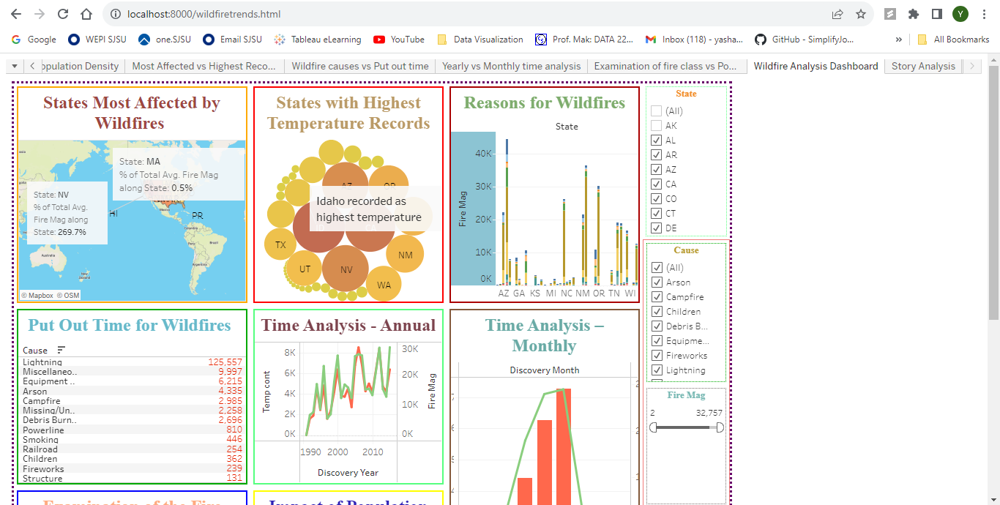 localhost:8000/wildfiretrends.html
Y
Google WEPI SJSU one.SJSU Email SJSU Tableau eLearning YouTube Data Visualization Prof. Mak: DATA 22... Inbox (118) - yasha... GitHub - SimplifyJo... » All Bookmarks
opulation Density Most Affected vs Highest Reco... Wildfire causes vs Put out time Yearly vs Monthly time analysis Examination of fire class vs Po... Wildfire Analysis Dashboard Story Analysis
States Most Affected by
Wildfires
State: MA
% of Total Avg. Fire Mag
along State: 0.5%
State: NV
% of Total Avg.
Fire Mag along
State: 269.7%
HI
PR
Mexico
Colombia
Brazil
Australia
New
Zealand
Argentina
© Mapbox © OSM
States with Highest
Temperature Records
AZ
OR
Idaho recorded as
highest temperature
TX
UT
NV
NM
WA
Reasons for Wildfires
State
Fire Mag
40K
30K
20K
10K
0K
AZ GA KS MI NC NM OR TN WI
State
(All)
AK
AL
AR
AZ
CA
CO
CT
DE
Cause
(All)
Arson
Campfire
Children
Debris B...
Equipme...
Fireworks
Lightning
Fire Mag
2 32,757
Put Out Time for Wildfires
Cause
Lightning 125,557
Miscellaneo.. 9,997
Equipment .. 6,215
Arson 4,335
Campfire 2,985
Missing/Un.. 2,258
Debris Burn.. 2,696
Powerline 810
Smoking 446
Railroad 254
Children 362
Fireworks 239
Structure 131
Time Analysis - Annual
Temp cont
8K
6K
4K
2K
0K
30K
20K
10K
0K
Fire Mag
1990 2000 2010
Discovery Year
Time Analysis –
Monthly
Discovery Month
Examination of the Fire
Impact of Population